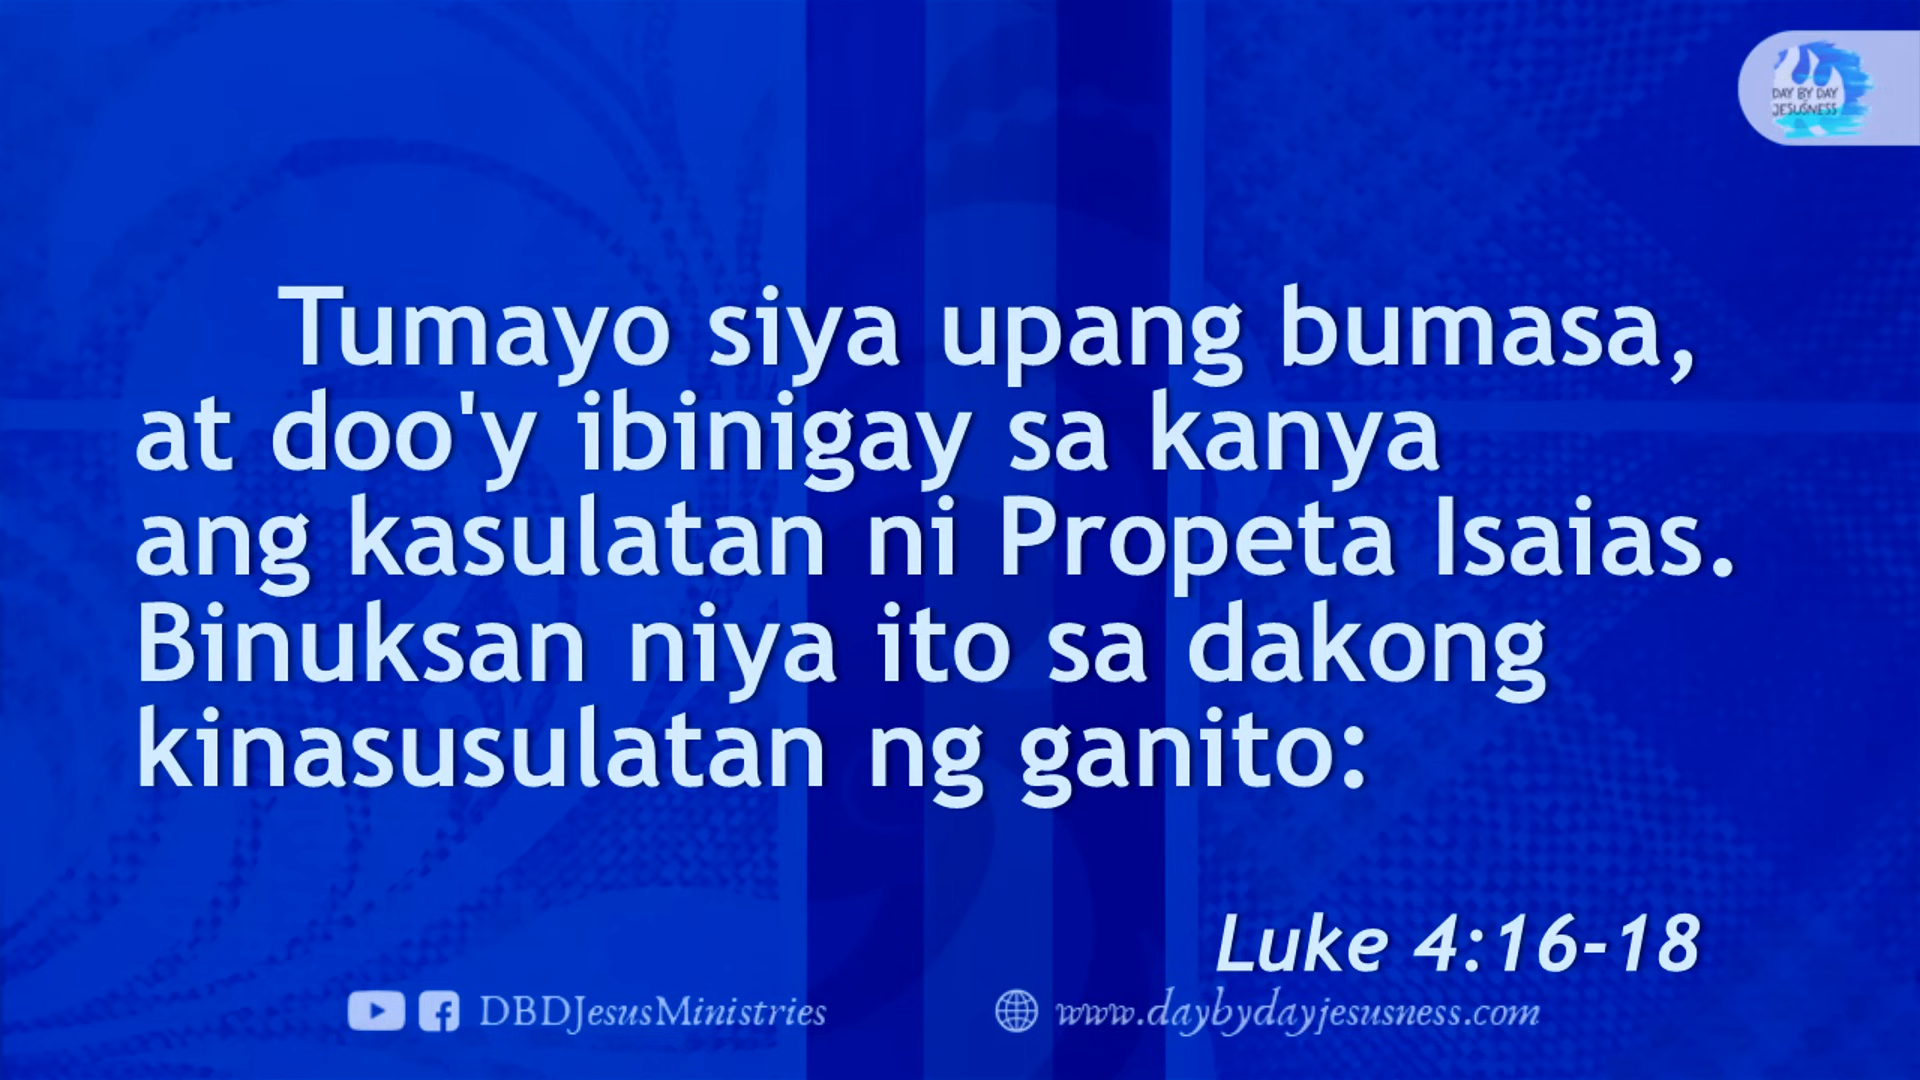 DAY BY DAY
JESUSNESS
Tumayo siya upang bumasa,
at doo'y ibinigay sa kanya
ang kasulatan ni Propeta Isaias.
Binuksan niya ito sa dakong
kinasusulatan ng ganito:
Luke 4:16-18
DBDJesusMinistries
www.daybydayjesusness.com